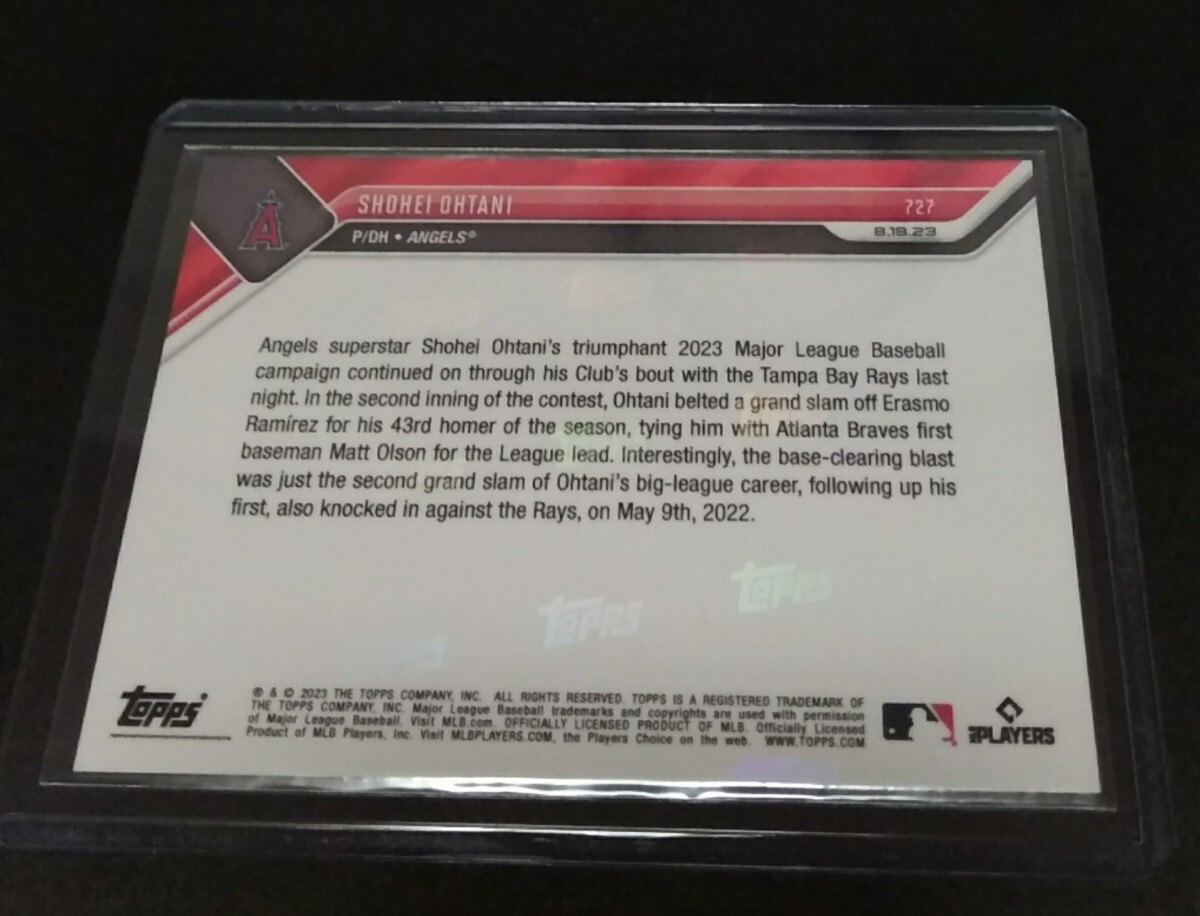 A
SHOHEI OHTANI
727
P/DH • ANGELS®
8.18.23
Angels superstar Shohei Ohtani's triumphant 2023 Major League Baseball
campaign continued on through his Club's bout with the Tampa Bay Rays last
night. In the second inning of the contest, Ohtani belted a grand slam off Erasmo
Ramírez for his 43rd homer of the season, tying him with Atlanta Braves first
baseman Matt Olson for the League lead. Interestingly, the base-clearing blast
was just the second grand slam of Ohtani's big-league career, following up his
first, also knocked in against the Rays, on May 9th, 2022.
Topps
Topps
Topps
® & © 2023 THE TOPPS COMPANY, INC. ALL RIGHTS RESERVED. TOPPS IS A REGISTERED TRADEMARK OF
THE TOPPS COMPANY, INC. Major League Baseball trademarks and copyrights are used with permission
of Major League Baseball. Visit MLB.com. OFFICIALLY LICENSED PRODUCT OF MLB. Officially Licensed
Product of MLB Players, Inc. Visit MLBPLAYERS.COM, the Players Choice on the web. WWW.TOPPS.COM
PLAYERS